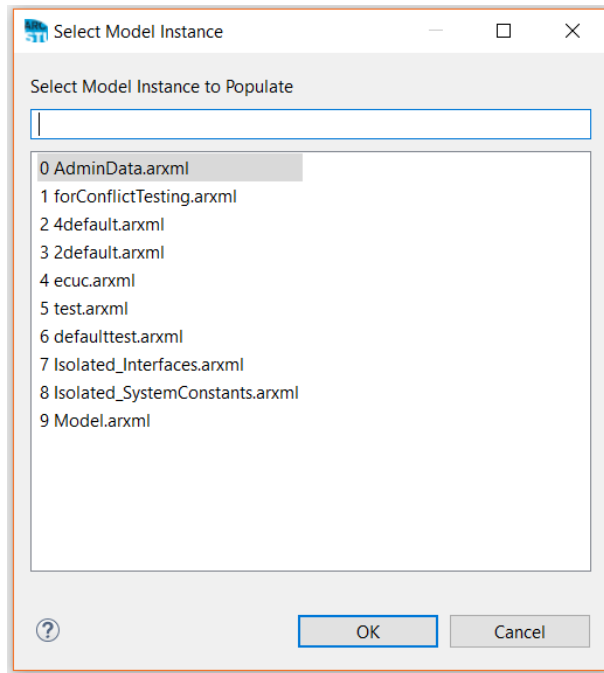 Select Model Instance
Select Model Instance to Populate
0 AdminData.arxml
1 forConflictTesting.arxml
2 4default.arxml
3 2default.arxml
4 ecuc.arxml
5 test.arxml
6 defaulttest.arxml
7 Isolated_Interfaces.arxml
8 Isolated_SystemConstants.arxml
9 Model.arxml
?
OK
Cancel